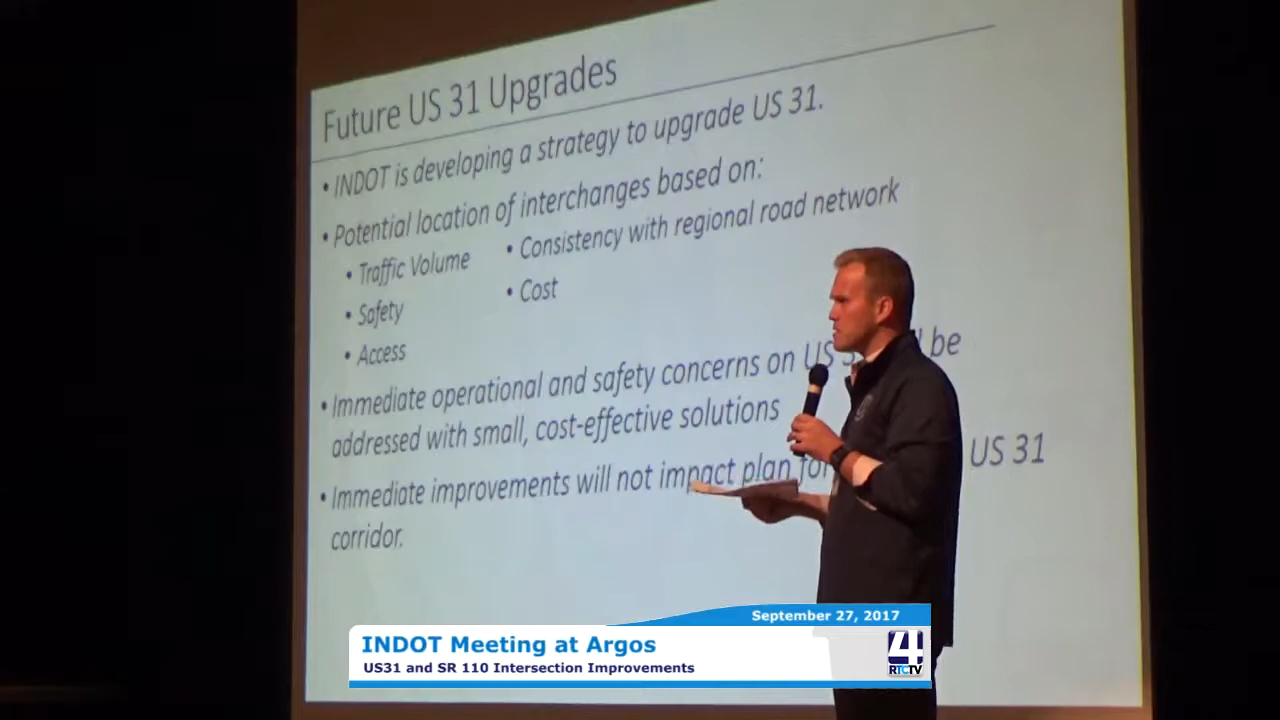 Future US 31 Upgrades
• INDOT is developing a strategy to upgrade US 31.
• Potential location of interchanges based on:
• Traffic Volume
• Safety
• Access
• Consistency with regional road network
• Cost
• Immediate operational and safety concerns on US be
addressed with small, cost-effective solutions
• Immediate improvements will not impact plan for US 31
corridor.
September 27, 2017
INDOT Meeting at Argos
US31 and SR 110 Intersection Improvements
4
RTCTV